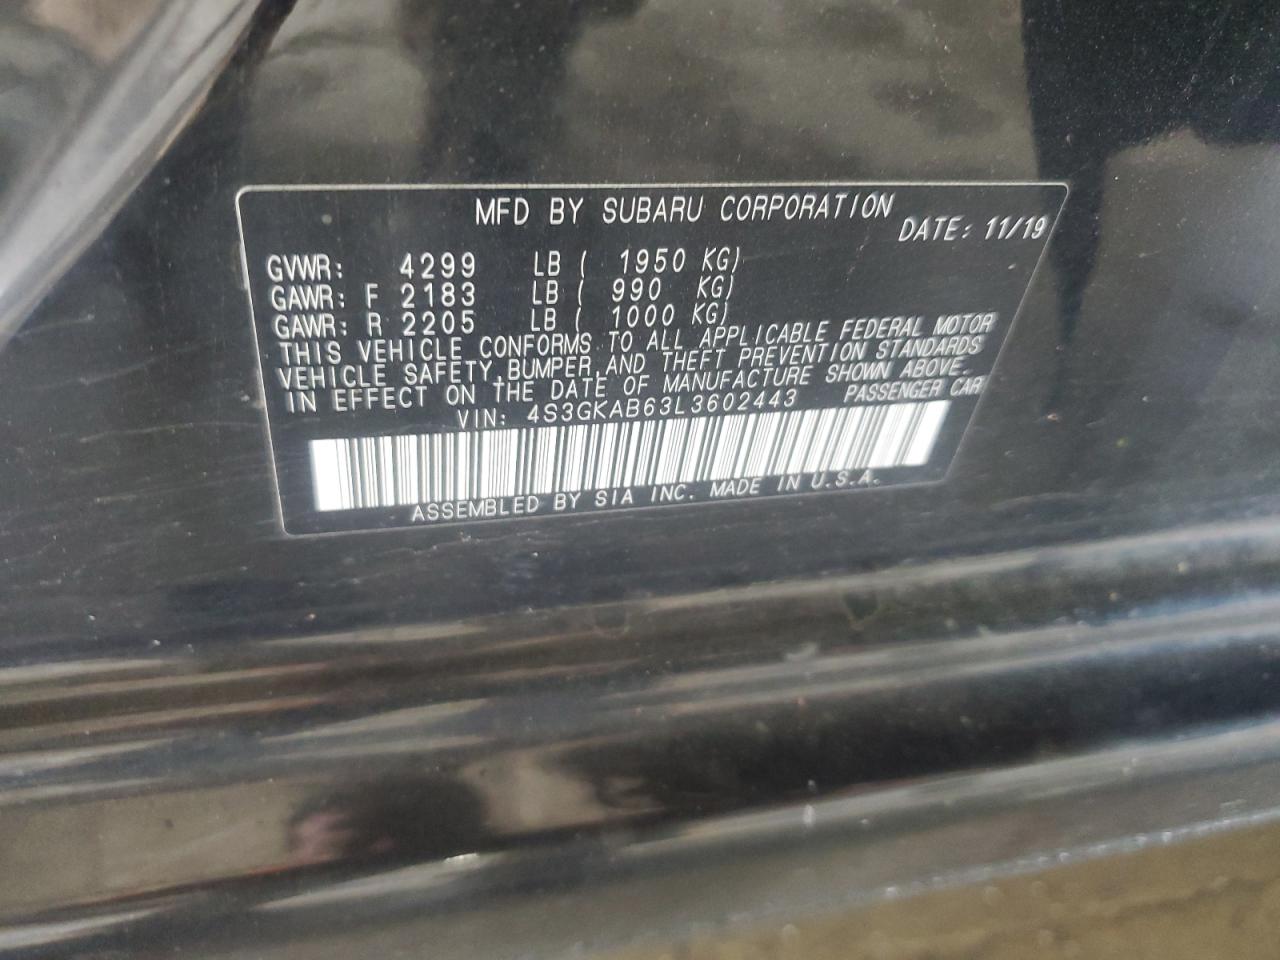 MFD BY SUBARU CORPORATION
DATE: 11/19
GVWR: 4299 LB ( 1950 KG)
GAWR: F 2183 LB ( 990 KG)
GAWR: R 2205 LB ( 1000 KG)
THIS VEHICLE CONFORMS TO ALL APPLICABLE FEDERAL MOTOR
VEHICLE SAFETY, BUMPER, AND THEFT PREVENTION STANDARDS
IN EFFECT ON THE DATE OF MANUFACTURE SHOWN ABOVE.
VIN: 4S3GKAB63L3602443 PASSENGER CAR
ASSEMBLED BY SIA INC. MADE IN U.S.A.